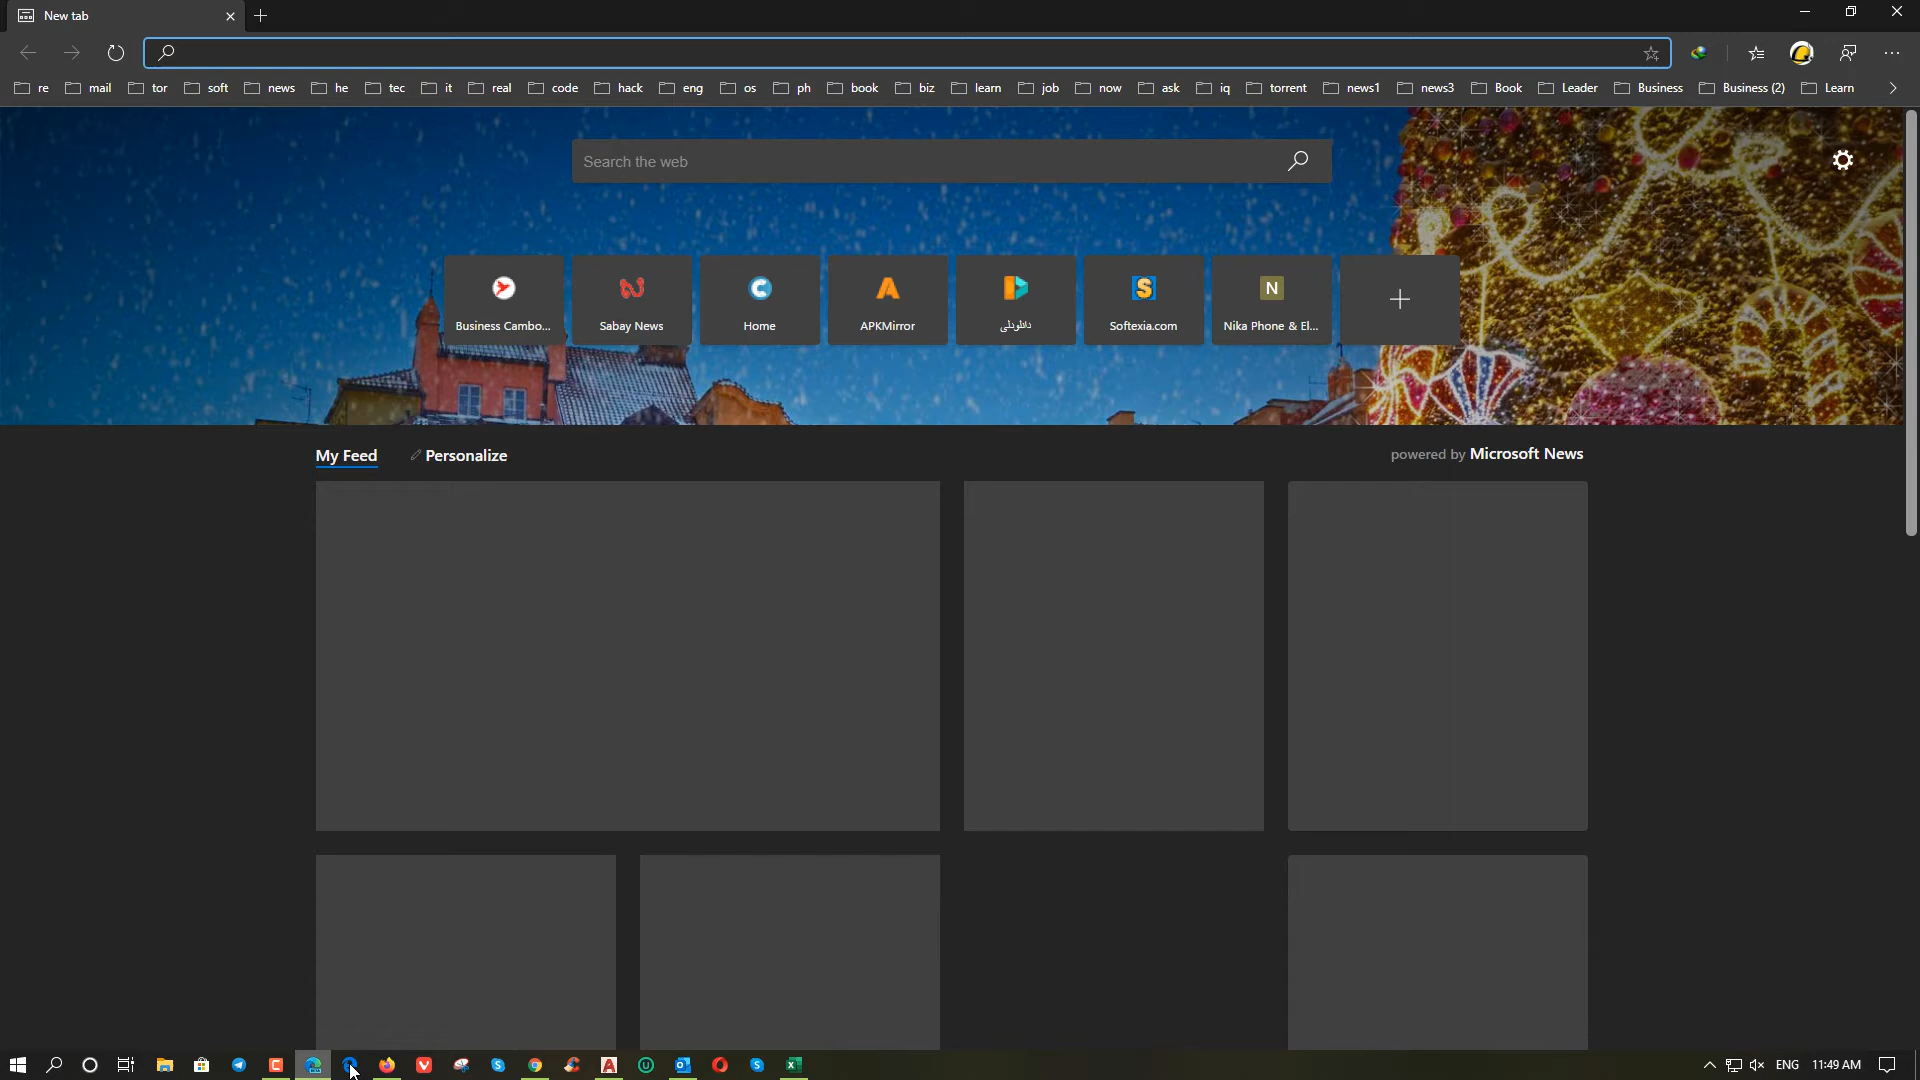 New tab
re mail tor soft news he tec it real code hack eng os ph book biz learn job now ask iq torrent news1 news3 Book Leader Business Business (2) Learn
Search the web
Business Cambo... Sabay News Home APKMirror دانلودلی Softexia.com Nika Phone & El...
N
My Feed Personalize powered by Microsoft News
ENG 11:49 AM